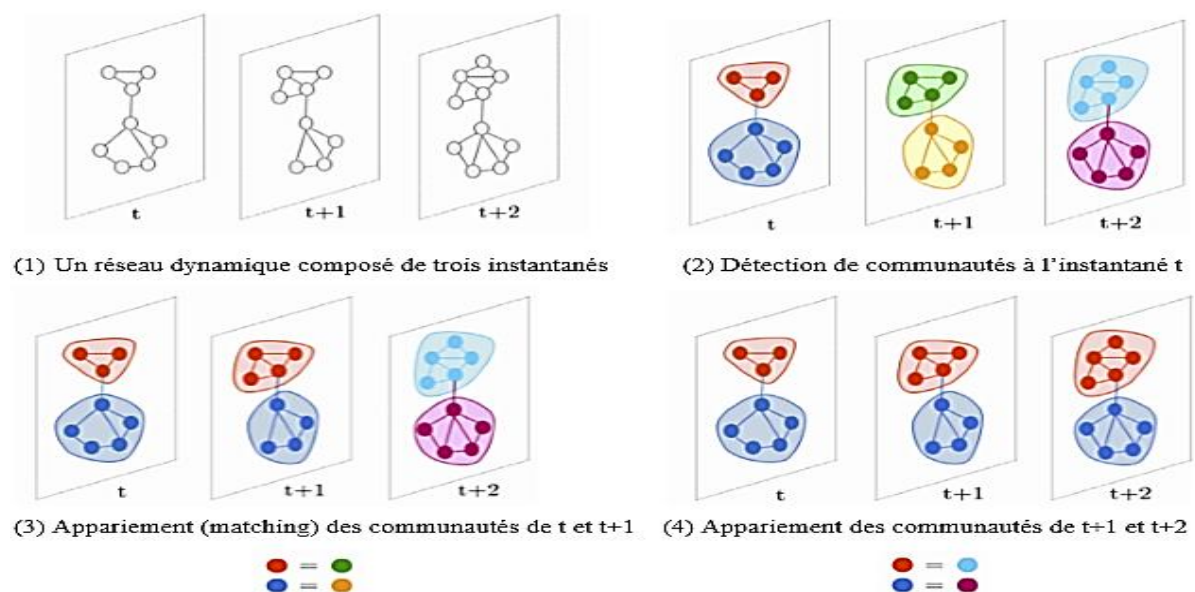 t
t+1
t+2
(1) Un réseau dynamique composé de trois instantanés
t
t+1
t+2
(2) Détection de communautés à l'instantané t
t
t+1
t+2
(3) Appariement (matching) des communautés de t et t+1
=
=
t
t+1
t+2
(4) Appariement des communautés de t+1 et t+2
=
=